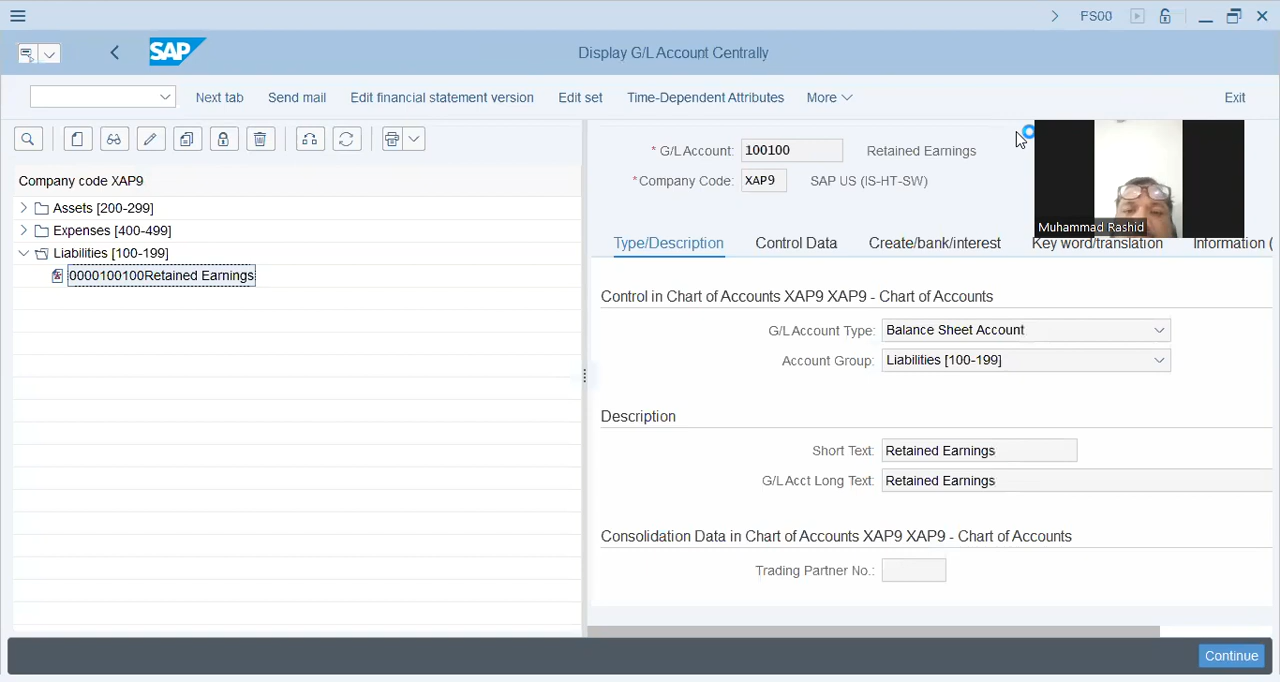 FS00
SAP
Display G/L Account Centrally
Next tab
Send mail
Edit financial statement version
Edit set
Time-Dependent Attributes
More
Exit
Company code XAP9
Assets [200-299]
Expenses [400-499]
Liabilities [100-199]
0000100100Retained Earnings
* G/L Account: 100100 Retained Earnings
* Company Code: XAP9 SAP US (IS-HT-SW)
Muhammad Rashid
Type/Description
Control Data
Create/bank/interest
Key word/translation
Information (
Control in Chart of Accounts XAP9 XAP9 - Chart of Accounts
G/L Account Type: Balance Sheet Account
Account Group: Liabilities [100-199]
Description
Short Text: Retained Earnings
G/L Acct Long Text: Retained Earnings
Consolidation Data in Chart of Accounts XAP9 XAP9 - Chart of Accounts
Trading Partner No.:
Continue